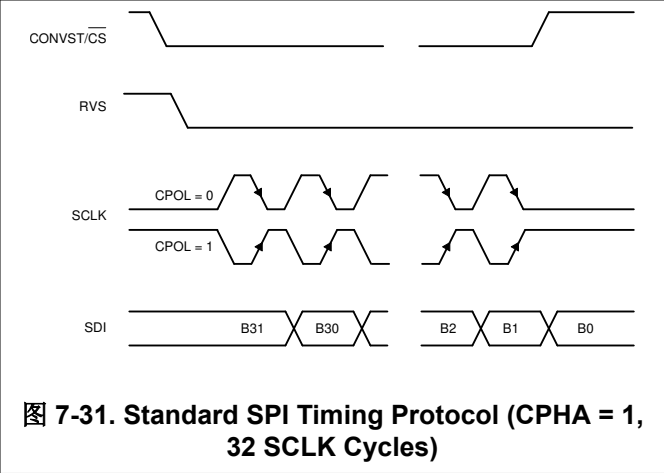 CONVST/CS
RVS
CPOL = 0
SCLK
CPOL = 1
SDI
B31 B30 B2 B1 B0
图 7-31. Standard SPI Timing Protocol (CPHA = 1,
32 SCLK Cycles)